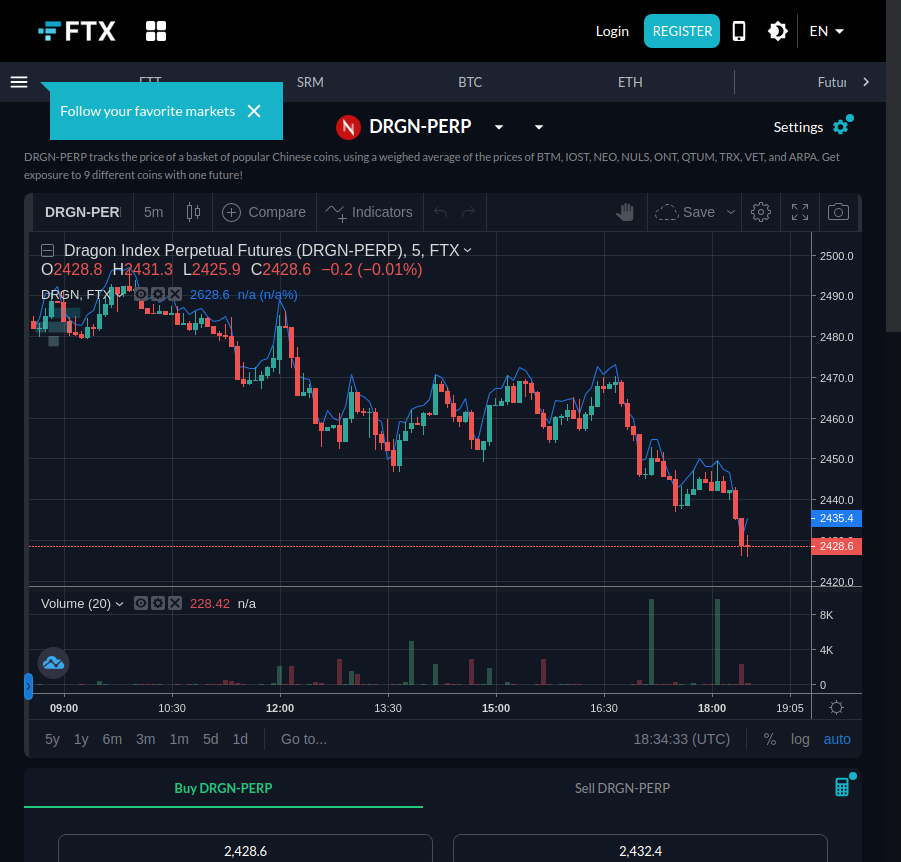 FTX
Login
REGISTER
EN
FTT
SRM
BTC
ETH
Futur
Follow your favorite markets
DRGN-PERP
Settings
DRGN-PERP tracks the price of a basket of popular Chinese coins, using a weighed average of the prices of BTM, IOST, NEO, NULS, ONT, QTUM, TRX, VET, and ARPA. Get
exposure to 9 different coins with one future!
DRGN-PER
5m
Compare
Indicators
Save
Dragon Index Perpetual Futures (DRGN-PERP), 5, FTX
O2428.8 H2431.3 L2425.9 C2428.6 −0.2 (−0.01%)
DRGN, FTX 2628.6 n/a (n/a%)
2500.0
2490.0
2480.0
2470.0
2460.0
2450.0
2440.0
2435.4
2428.6
2420.0
Volume (20) 228.42 n/a
8K
4K
0
09:00 10:30 12:00 13:30 15:00 16:30 18:00 19:05
5y 1y 6m 3m 1m 5d 1d Go to... 18:34:33 (UTC) % log auto
Buy DRGN-PERP
Sell DRGN-PERP
2,428.6
2,432.4